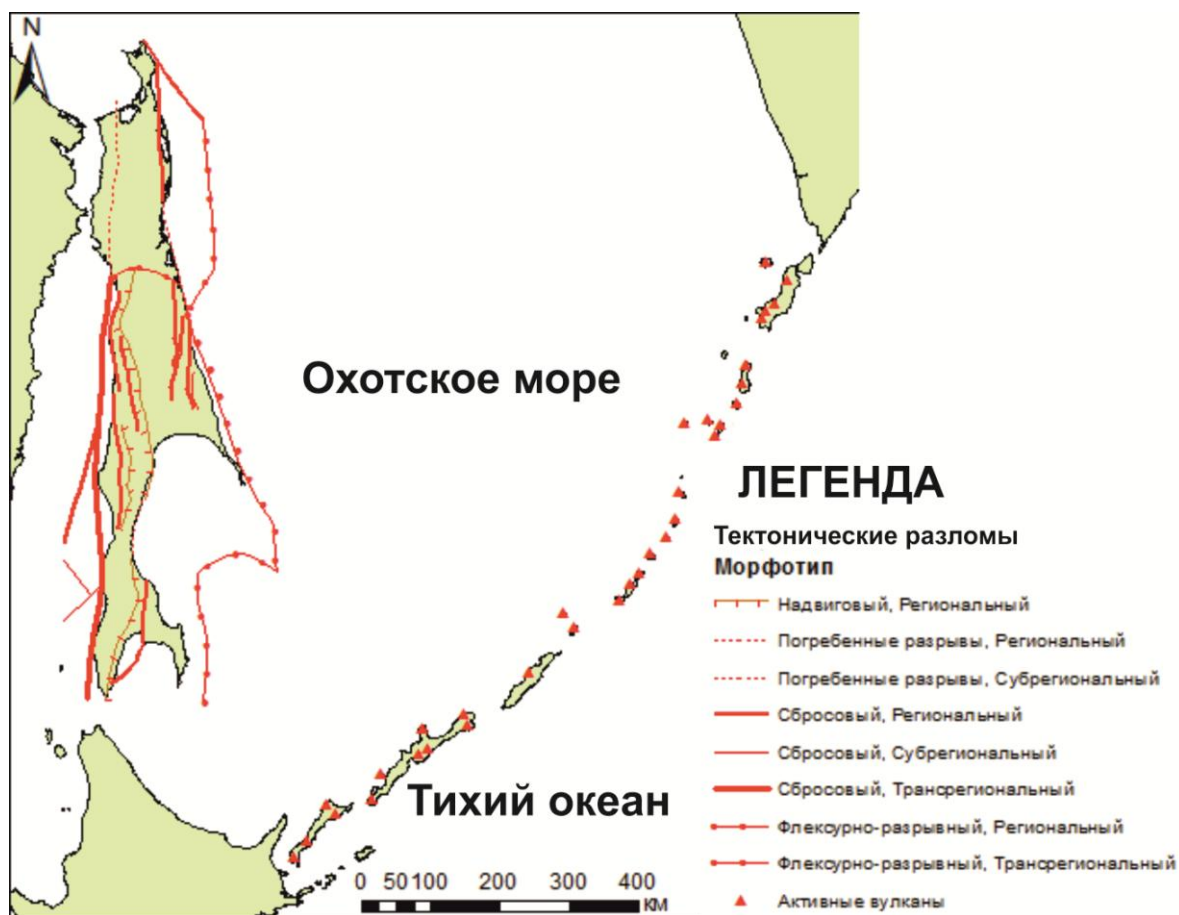 N
Охотское море
ЛЕГЕНДА
Тектонические разломы
Морфотип
Надвиговый, Региональный
Погребенные разрывы, Региональный
Погребенные разрывы, Субрегиональный
Сбросовый, Региональный
Сбросовый, Субрегиональный
Сбросовый, Трансрегиональный
Флексурно-разрывный, Региональный
Флексурно-разрывный, Трансрегиональный
Активные вулканы
Тихий океан
0 50 100 200 300 400
КМ